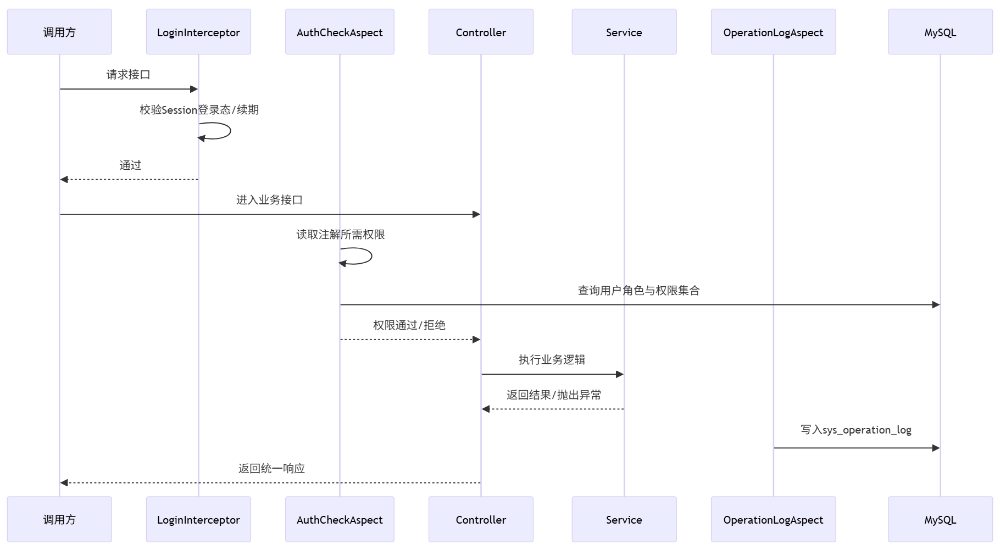 调用方
LoginInterceptor
AuthCheckAspect
Controller
Service
OperationLogAspect
MySQL
请求接口
校验Session登录态/续期
通过
进入业务接口
读取注解所需权限
查询用户角色与权限集合
权限通过/拒绝
执行业务逻辑
返回结果/抛出异常
写入sys_operation_log
返回统一响应
调用方
LoginInterceptor
AuthCheckAspect
Controller
Service
OperationLogAspect
MySQL